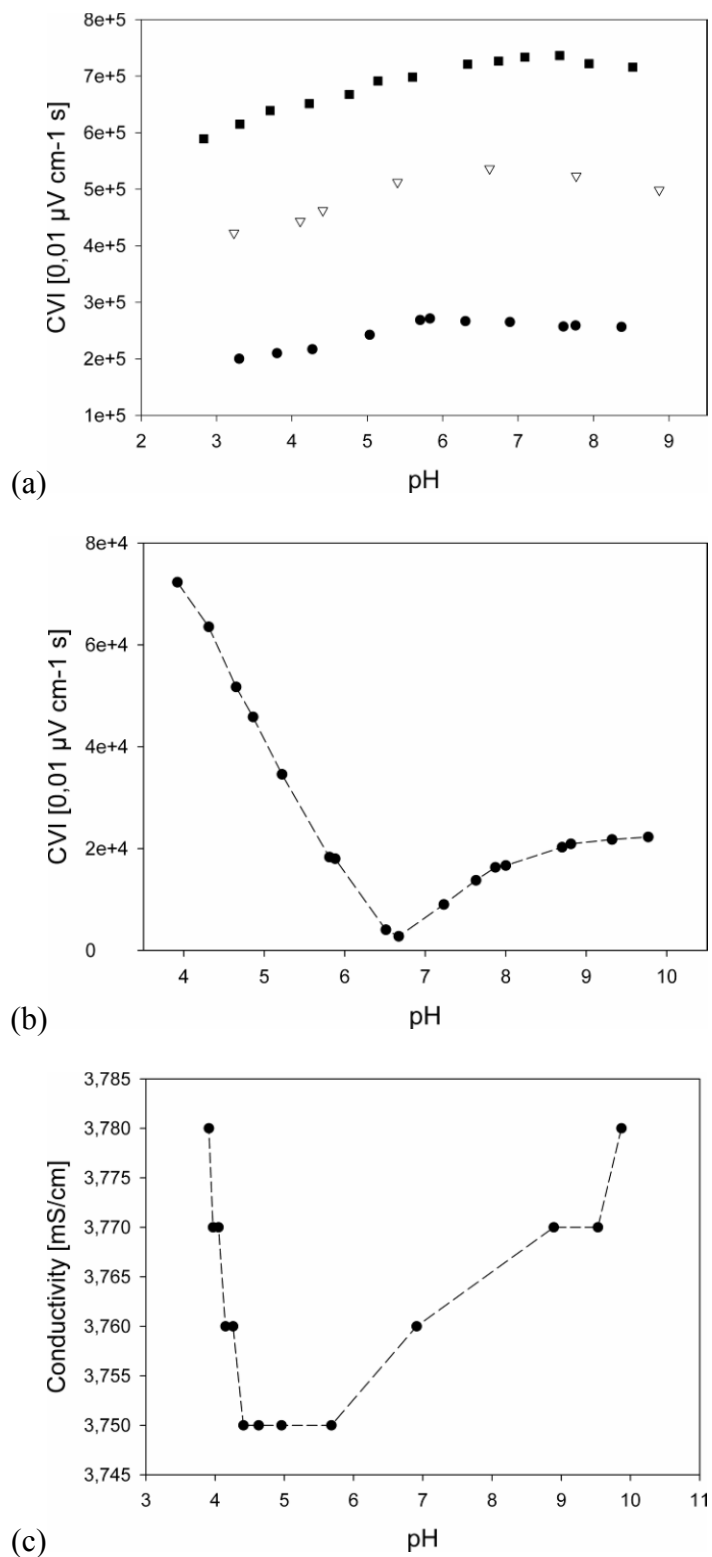 8e+5
7e+5
6e+5
5e+5
4e+5
3e+5
2e+5
1e+5
CVI [0,01 µV cm-1 s]
2 3 4 5 6 7 8 9
pH
(a)
8e+4
6e+4
4e+4
2e+4
0
CVI [0,01 µV cm-1 s]
4 5 6 7 8 9 10
pH
(b)
3,785
3,780
3,775
3,770
3,765
3,760
3,755
3,750
3,745
Conductivity [mS/cm]
3 4 5 6 7 8 9 10 11
pH
(c)